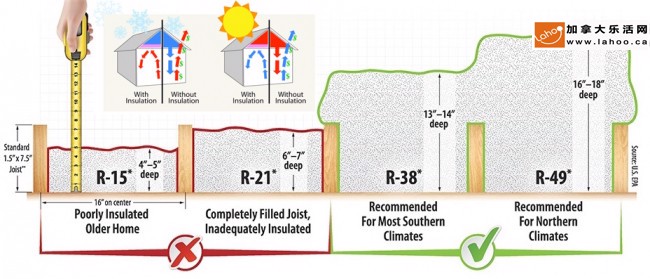 With
Insulation
Without
Insulation
With
Insulation
Without
Insulation
Lahoo
加拿大乐活网
www.lahoo.ca
Standard
1.5"x 7.5"
Joist**
4"–5"
deep
R-15*
6"–7"
deep
R-21*
13"–14"
deep
R-38*
16"–18"
deep
R-49*
Source: U.S. EPA
16" on center
Poorly Insulated
Older Home
Completely Filled Joist,
Inadequately Insulated
Recommended
For Most Southern
Climates
Recommended
For Northern
Climates